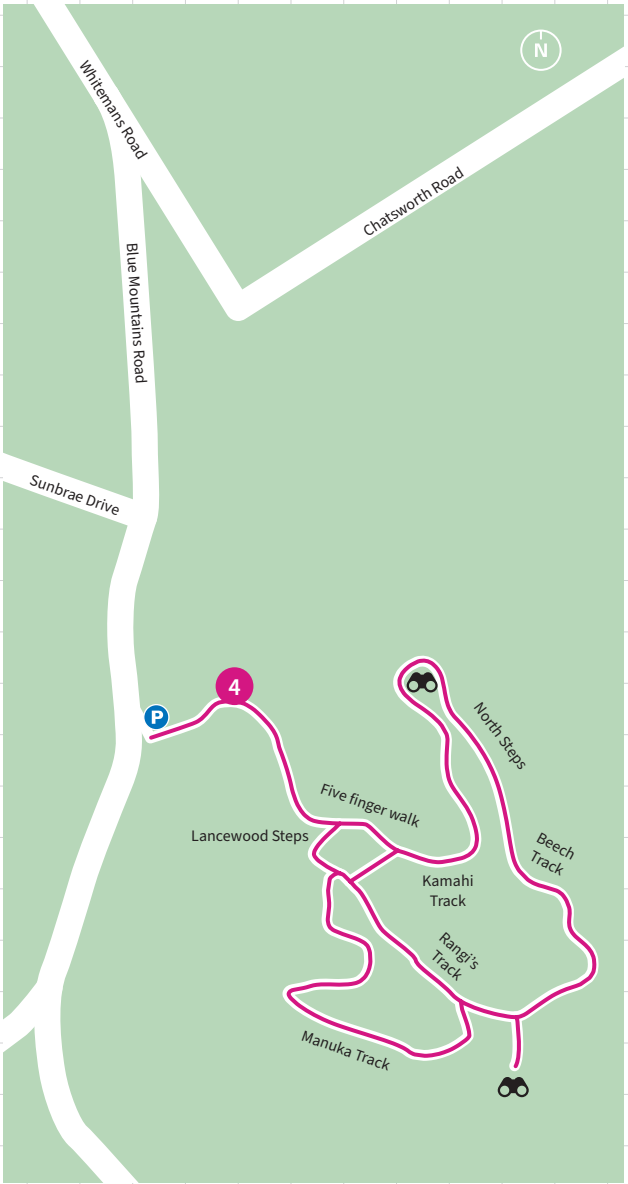 N
Whitemans Road
Chatsworth Road
Blue Mountains Road
Sunbrae Drive
4
P
North Steps
Five finger walk
Lancewood Steps
Beech
Track
Kamahi
Track
Rangi's
Track
Manuka Track